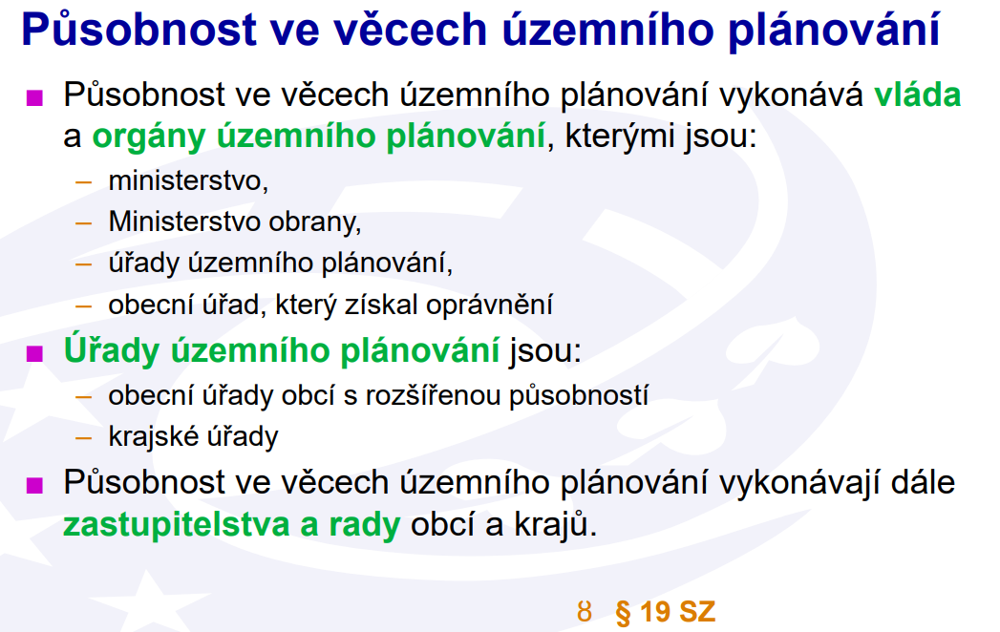 Působnost ve věcech územního plánování
■ Působnost ve věcech územního plánování vykonává vláda
a orgány územního plánování, kterými jsou:
– ministerstvo,
– Ministerstvo obrany,
– úřady územního plánování,
– obecní úřad, který získal oprávnění
■ Úřady územního plánování jsou:
– obecní úřady obcí s rozšířenou působností
– krajské úřady
■ Působnost ve věcech územního plánování vykonávají dále
zastupitelstva a rady obcí a krajů.
8 § 19 SZ